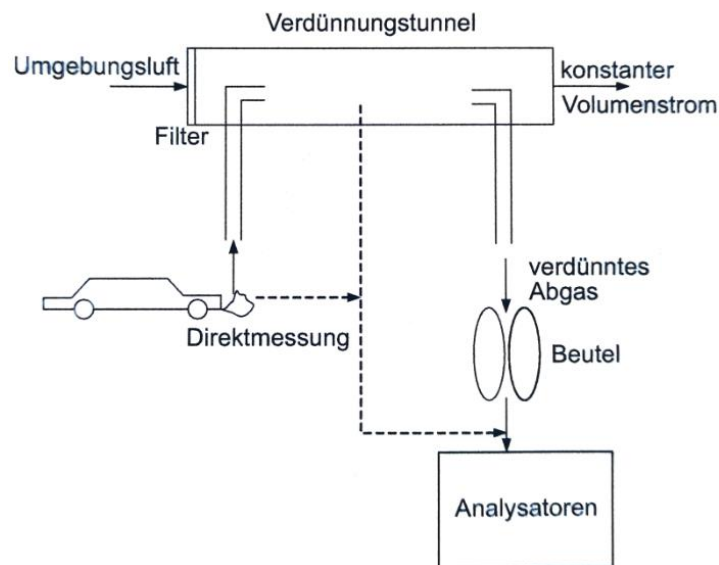 Verdünnungstunnel
Umgebungsluft
konstanter
Volumenstrom
Filter
verdünntes
Abgas
Direktmessung
Beutel
Analysatoren